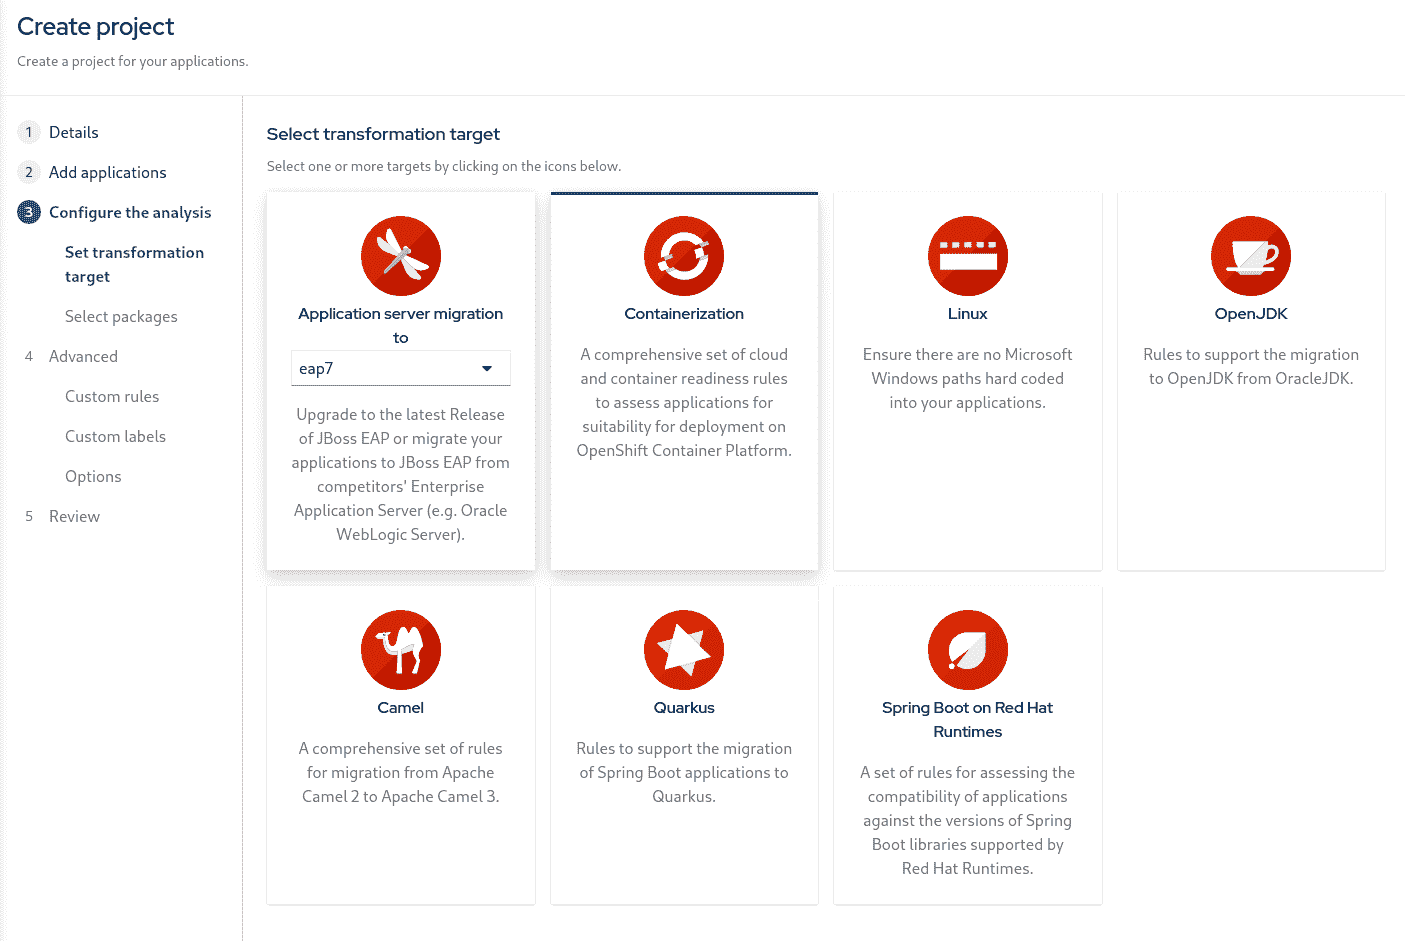 Create project
Create a project for your applications.
1 Details
2 Add applications
3 Configure the analysis
Set transformation
target
Select packages
4 Advanced
Custom rules
Custom labels
Options
5 Review
Select transformation target
Select one or more targets by clicking on the icons below.
Application server migration
to
eap7
Upgrade to the latest Release
of JBoss EAP or migrate your
applications to JBoss EAP from
competitors' Enterprise
Application Server (e.g. Oracle
WebLogic Server).
Containerization
A comprehensive set of cloud
and container readiness rules
to assess applications for
suitability for deployment on
OpenShift Container Platform.
Linux
Ensure there are no Microsoft
Windows paths hard coded
into your applications.
OpenJDK
Rules to support the migration
to OpenJDK from OracleJDK.
Camel
A comprehensive set of rules
for migration from Apache
Camel 2 to Apache Camel 3.
Quarkus
Rules to support the migration
of Spring Boot applications to
Quarkus.
Spring Boot on Red Hat
Runtimes
A set of rules for assessing the
compatibility of applications
against the versions of Spring
Boot libraries supported by
Red Hat Runtimes.